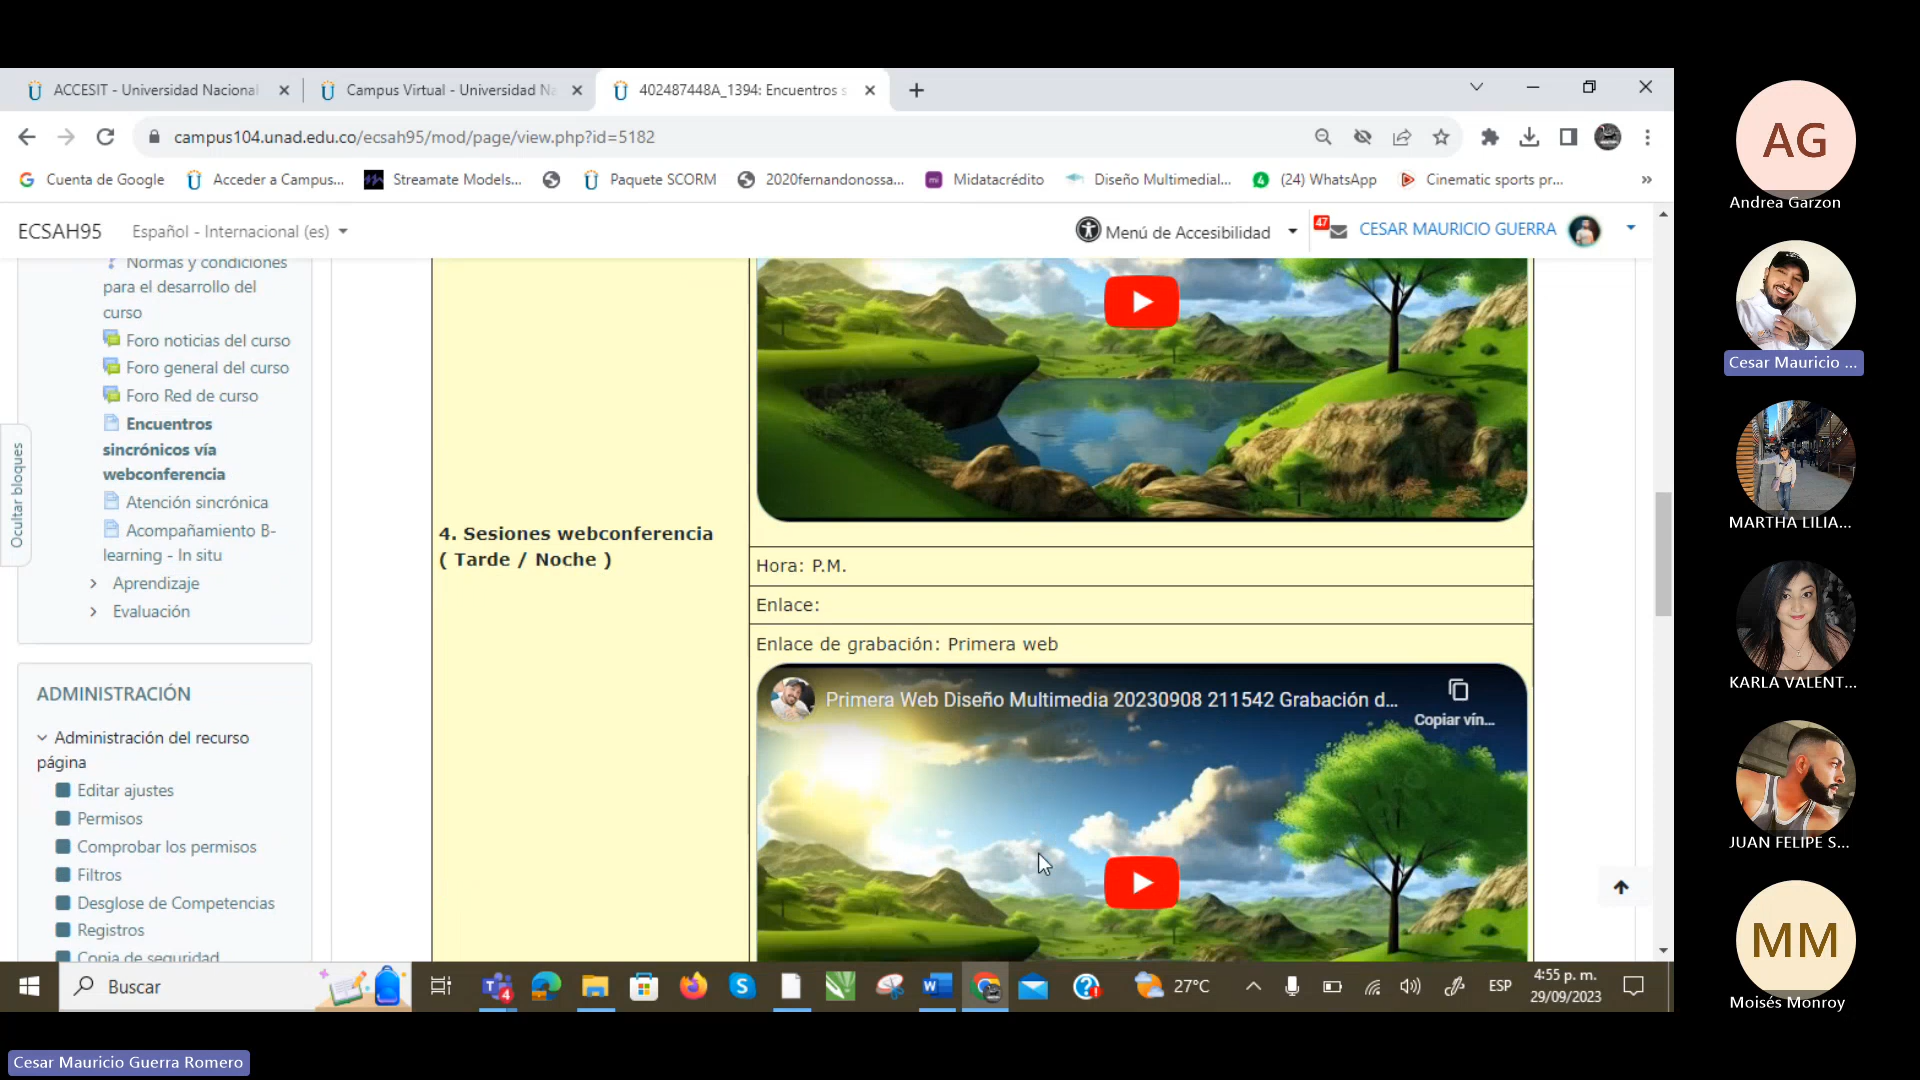 ACCESIT - Universidad Nacional
Campus Virtual - Universidad Na
402487448A_1394: Encuentros s
campus104.unad.edu.co/ecsah95/mod/page/view.php?id=5182
Cuenta de Google
Acceder a Campus...
Streamate Models...
Paquete SCORM
2020fernandonossa...
Midatacrédito
Diseño Multimedial...
(24) WhatsApp
Cinematic sports pr...
»
ECSAH95
Español - Internacional (es)
Menú de Accesibilidad
47
CESAR MAURICIO GUERRA
Normas y condiciones
para el desarrollo del
curso
Foro noticias del curso
Foro general del curso
Foro Red de curso
Encuentros
sincrónicos vía
webconferencia
Atención sincrónica
Acompañamiento B-
learning - In situ
Aprendizaje
Evaluación
Ocultar bloques
ADMINISTRACIÓN
Administración del recurso
página
Editar ajustes
Permisos
Comprobar los permisos
Filtros
Desglose de Competencias
Registros
Copia de seguridad
4. Sesiones webconferencia
( Tarde / Noche )
Hora: P.M.
Enlace:
Enlace de grabación: Primera web
Primera Web Diseño Multimedia 20230908 211542 Grabación d...
Copiar vín...
Buscar
4
27°C
ESP
4:55 p. m.
29/09/2023
AG
Andrea Garzon
Cesar Mauricio ...
MARTHA LILIA...
KARLA VALENT...
JUAN FELIPE S...
MM
Moisés Monroy
Cesar Mauricio Guerra Romero